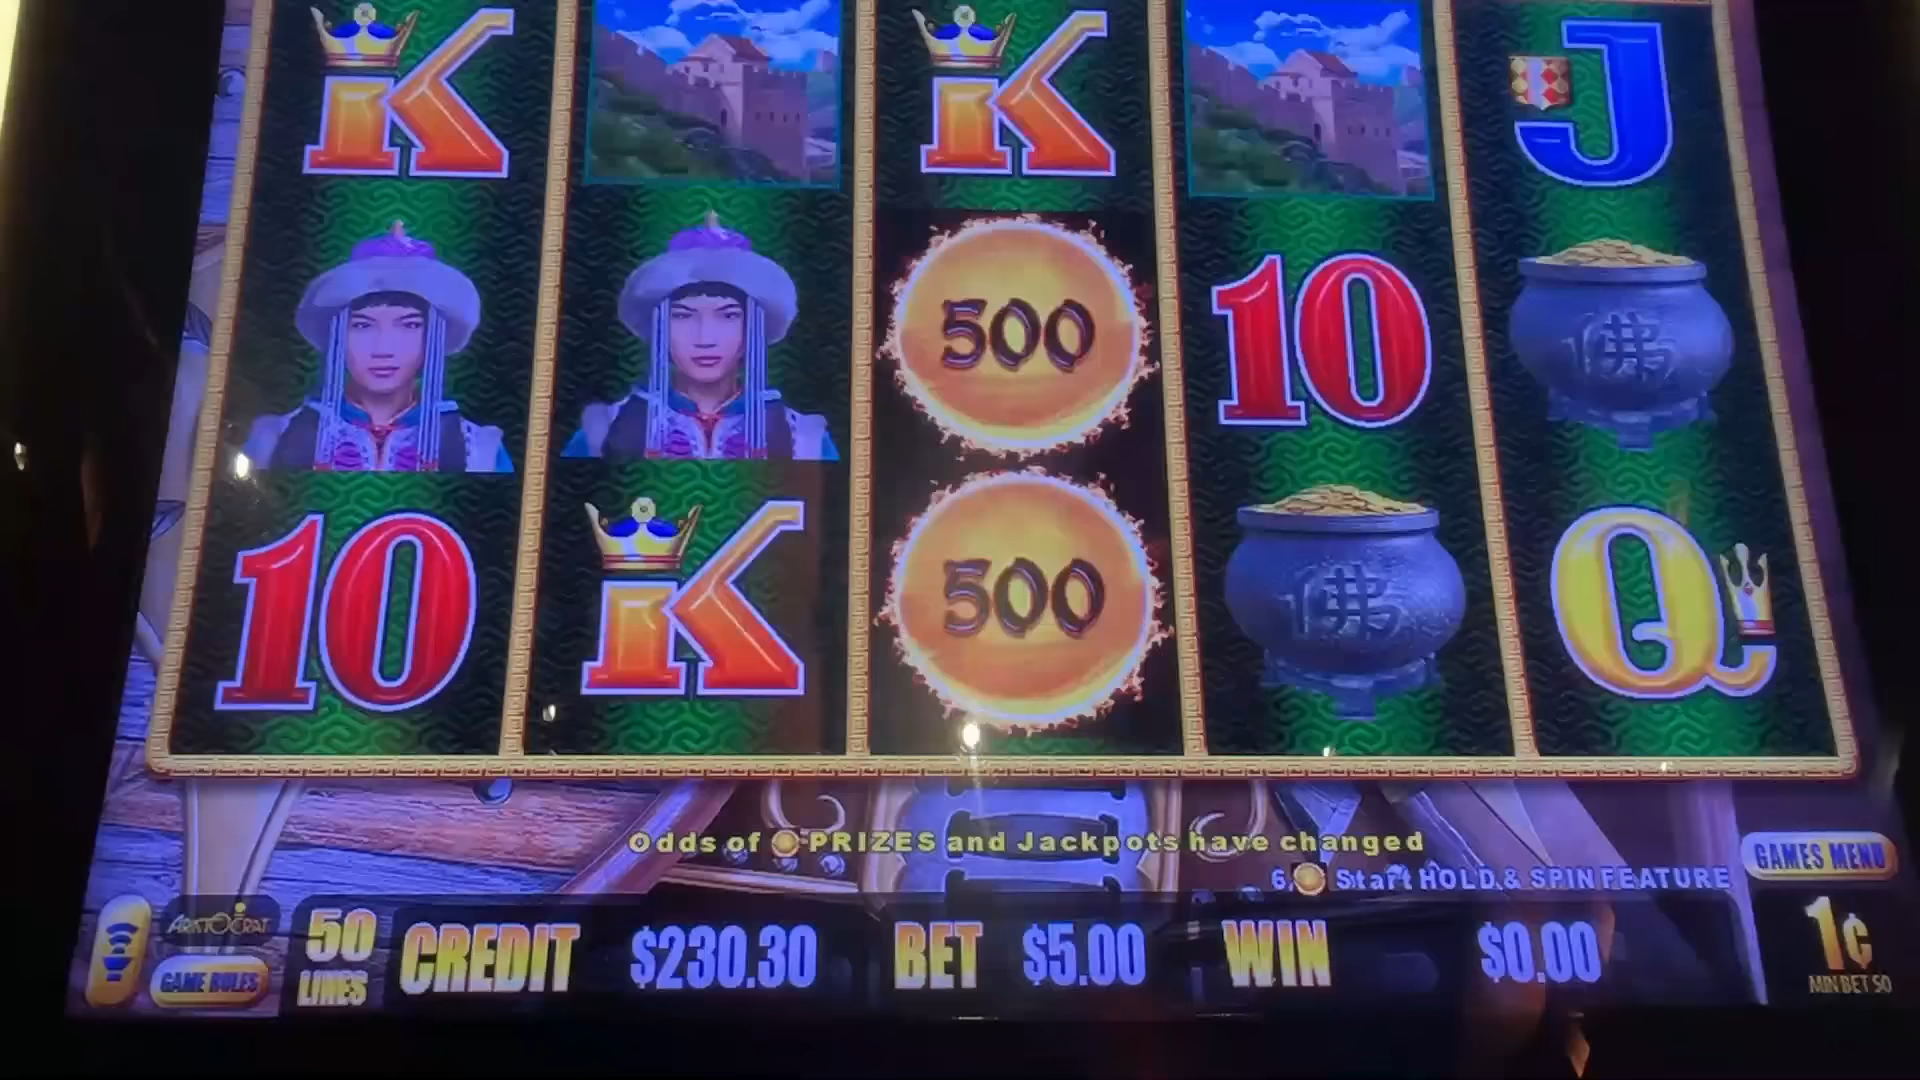 K K J
500 10 佛
10 K 500 佛 Q
Odds of PRIZES and Jackpots have changed
6 Start HOLD & SPIN FEATURE
GAMES MENU
ARISTOCRAT
GAME RULES
50 LINES
CREDIT $230.30 BET $5.00 WIN $0.00
1¢
MIN BET 50